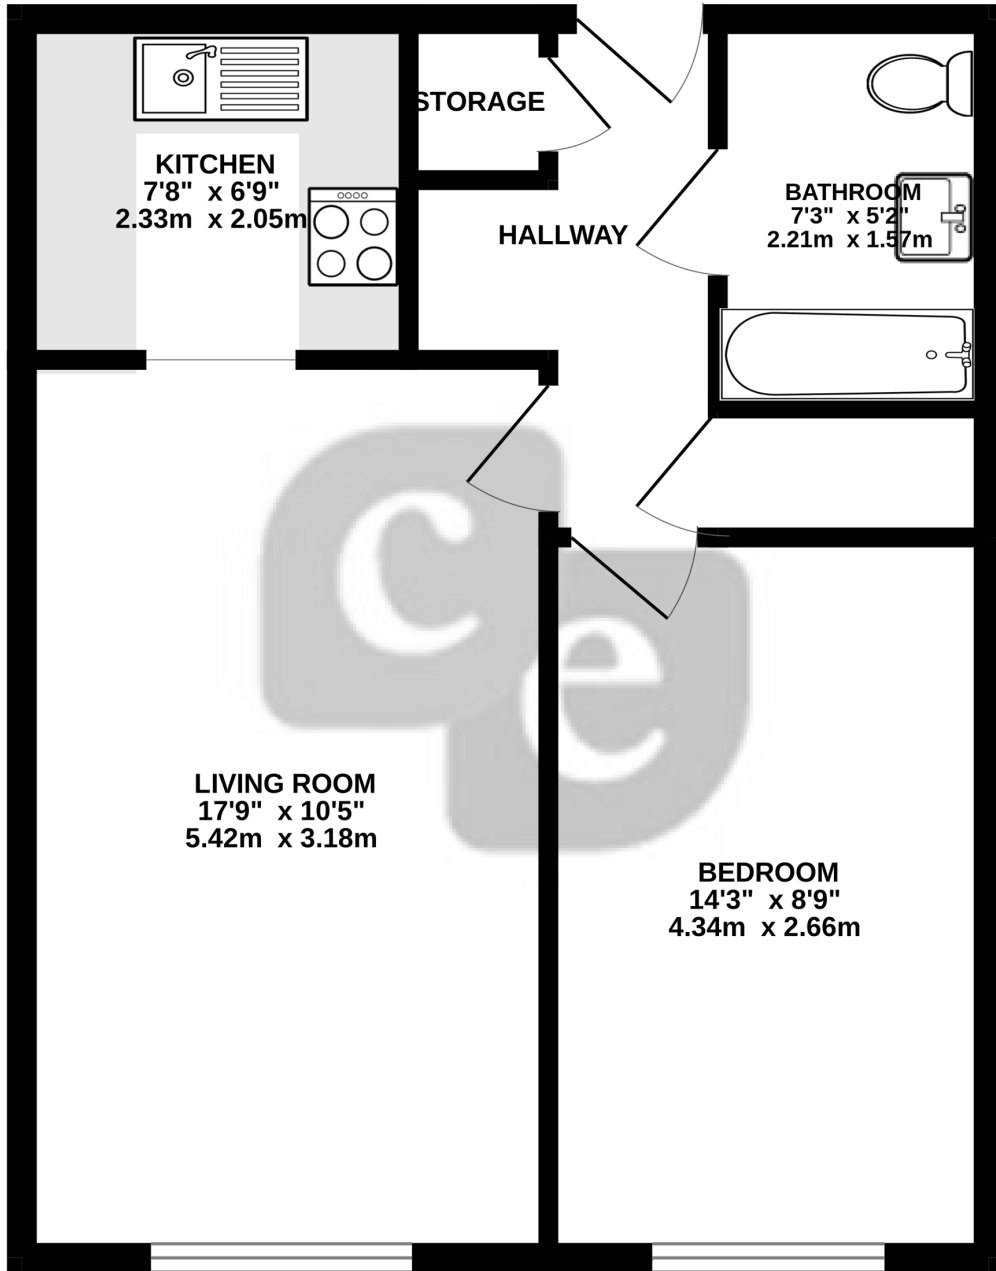 STORAGE
KITCHEN
7'8" x 6'9"
2.33m x 2.05m
BATHROOM
7'3" x 5'2"
2.21m x 1.57m
HALLWAY
ce
LIVING ROOM
17'9" x 10'5"
5.42m x 3.18m
BEDROOM
14'3" x 8'9"
4.34m x 2.66m